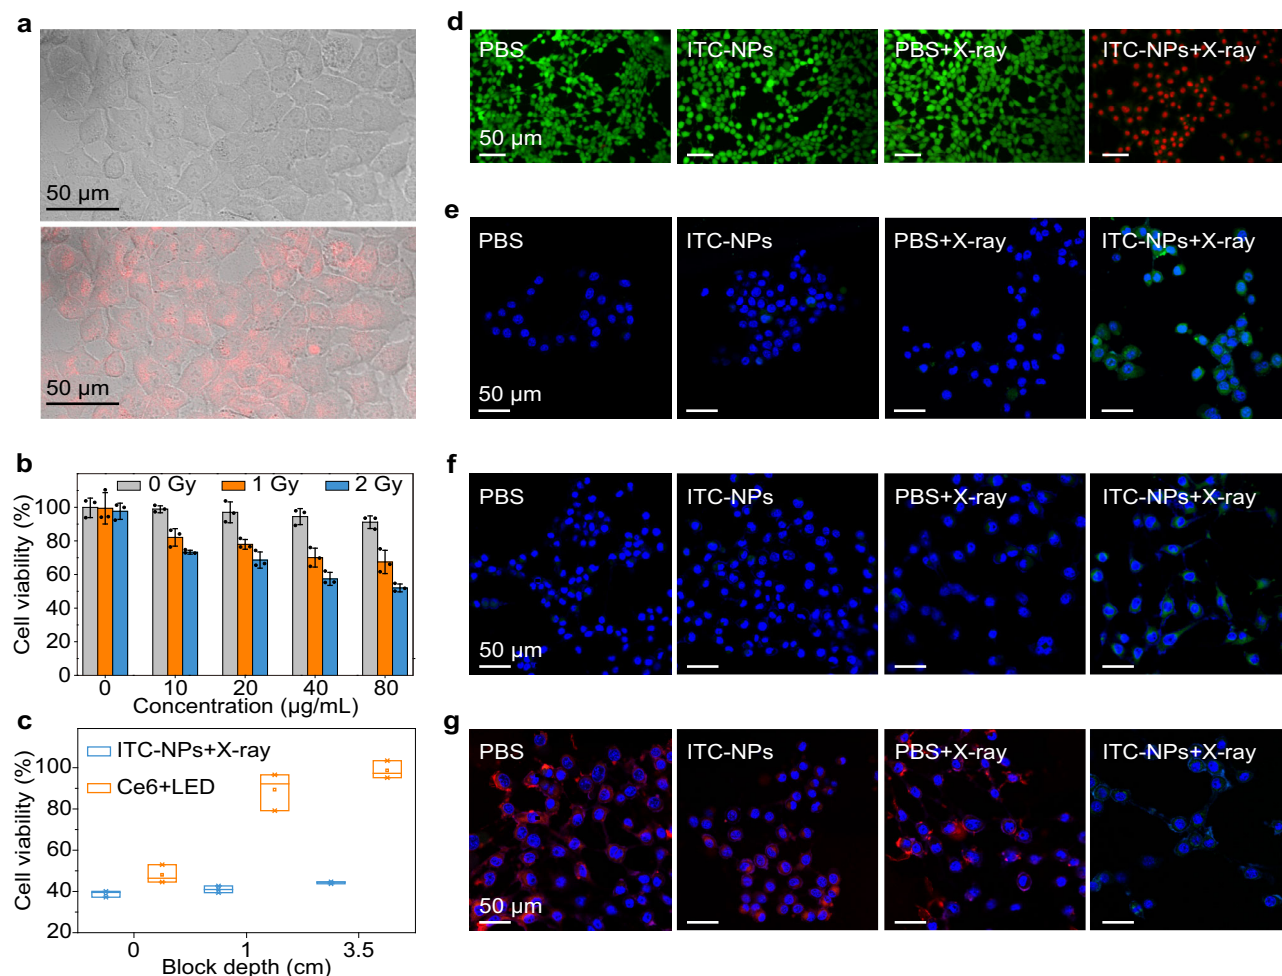 a
50 µm
50 µm
b
0 Gy
1 Gy
2 Gy
Cell viability (%)
100
80
60
40
20
0
0
10
20
40
80
Concentration (µg/mL)
c
ITC-NPs+X-ray
Ce6+LED
Cell viability (%)
100
80
60
40
20
0
1
3.5
Block depth (cm)
d
PBS
ITC-NPs
PBS+X-ray
ITC-NPs+X-ray
50 µm
e
PBS
ITC-NPs
PBS+X-ray
ITC-NPs+X-ray
50 µm
f
PBS
ITC-NPs
PBS+X-ray
ITC-NPs+X-ray
50 µm
g
PBS
ITC-NPs
PBS+X-ray
ITC-NPs+X-ray
50 µm